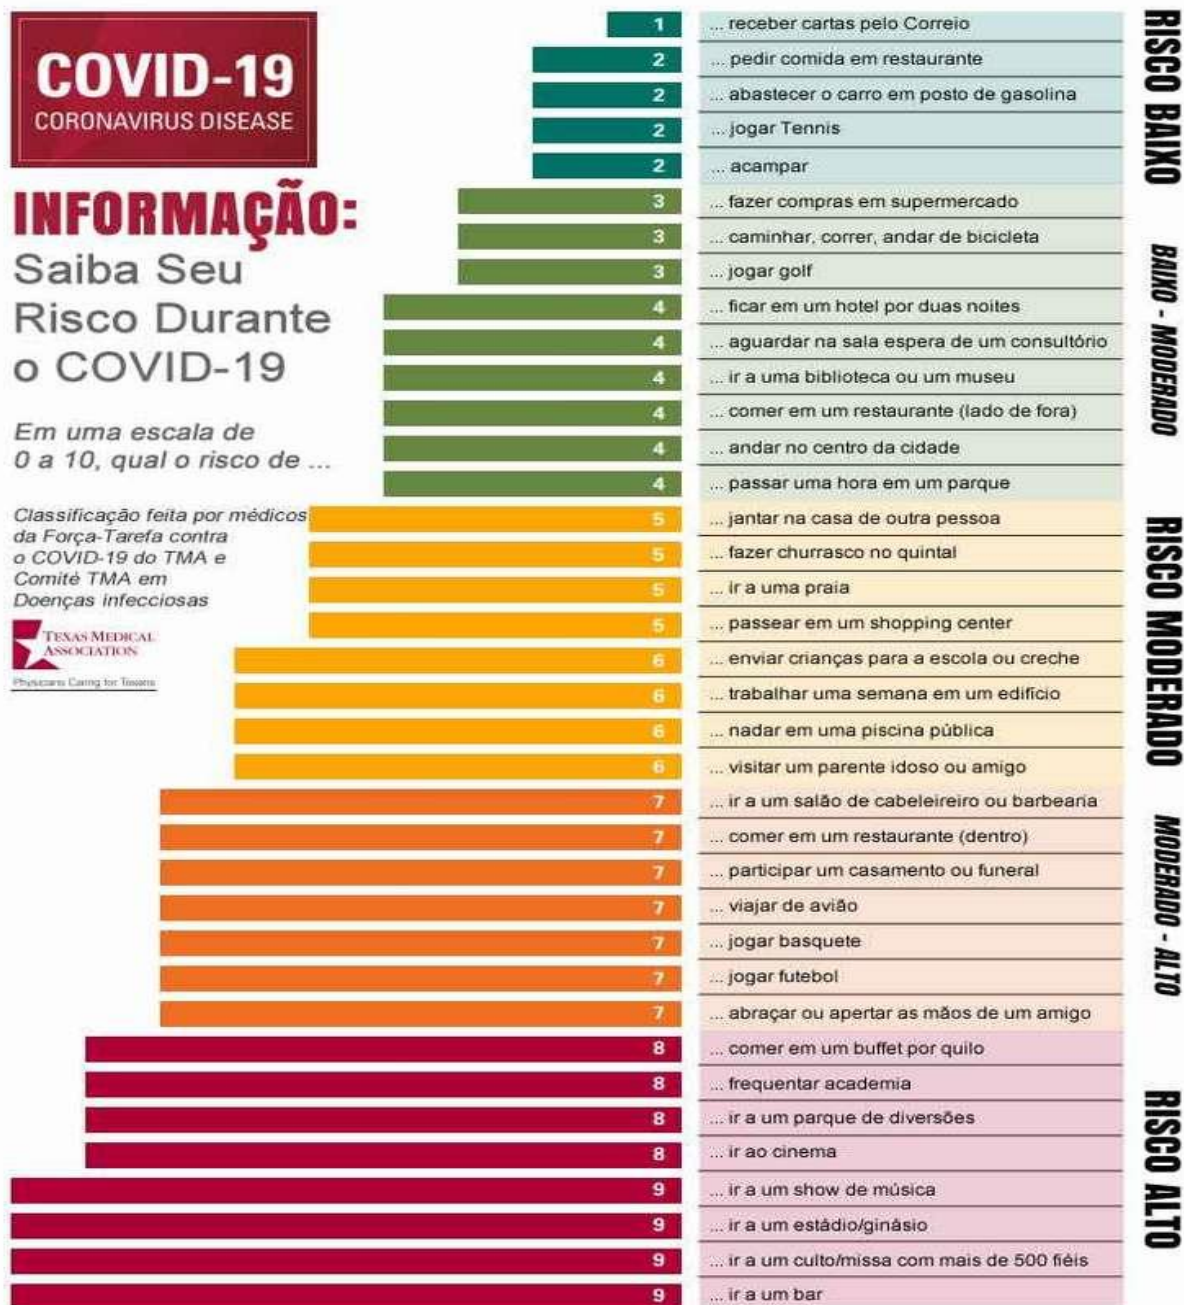 COVID-19
CORONAVIRUS DISEASE
INFORMAÇÃO:
Saiba Seu
Risco Durante
o COVID-19
Em uma escala de
0 a 10, qual o risco de ...
Classificação feita por médicos
da Força-Tarefa contra
o COVID-19 do TMA e
Comitê TMA em
Doenças infecciosas
TEXAS MEDICAL
ASSOCIATION
Physicians Caring for Texans
1 ... receber cartas pelo Correio
2 ... pedir comida em restaurante
2 ... abastecer o carro em posto de gasolina
2 ... jogar Tennis
2 ... acampar
3 ... fazer compras em supermercado
3 ... caminhar, correr, andar de bicicleta
3 ... jogar golf
4 ... ficar em um hotel por duas noites
4 ... aguardar na sala espera de um consultório
4 ... ir a uma biblioteca ou um museu
4 ... comer em um restaurante (lado de fora)
4 ... andar no centro da cidade
4 ... passar uma hora em um parque
5 ... jantar na casa de outra pessoa
5 ... fazer churrasco no quintal
5 ... ir a uma praia
5 ... passear em um shopping center
6 ... enviar crianças para a escola ou creche
6 ... trabalhar uma semana em um edifício
6 ... nadar em uma piscina pública
6 ... visitar um parente idoso ou amigo
7 ... ir a um salão de cabeleireiro ou barbearia
7 ... comer em um restaurante (dentro)
7 ... participar um casamento ou funeral
7 ... viajar de avião
7 ... jogar basquete
7 ... jogar futebol
7 ... abraçar ou apertar as mãos de um amigo
8 ... comer em um buffet por quilo
8 ... frequentar academia
8 ... ir a um parque de diversões
8 ... ir ao cinema
9 ... ir a um show de música
9 ... ir a um estádio/ginásio
9 ... ir a um culto/missa com mais de 500 fiéis
9 ... ir a um bar
RISCO BAIXO
BAIXO - MODERADO
RISCO MODERADO
MODERADO - ALTO
RISCO ALTO